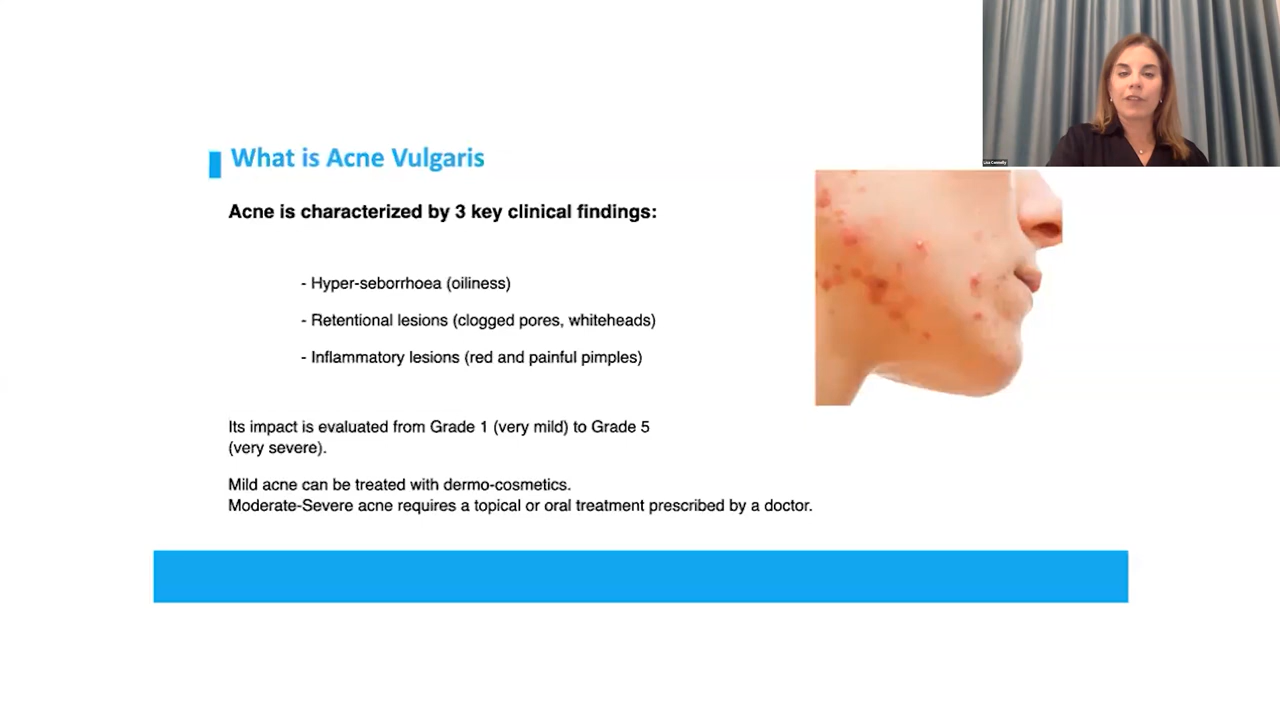 What is Acne Vulgaris
Acne is characterized by 3 key clinical findings:
- Hyper-seborrhoea (oiliness)
- Retentional lesions (clogged pores, whiteheads)
- Inflammatory lesions (red and painful pimples)
Its impact is evaluated from Grade 1 (very mild) to Grade 5
(very severe).
Mild acne can be treated with dermo-cosmetics.
Moderate-Severe acne requires a topical or oral treatment prescribed by a doctor.
Lisa